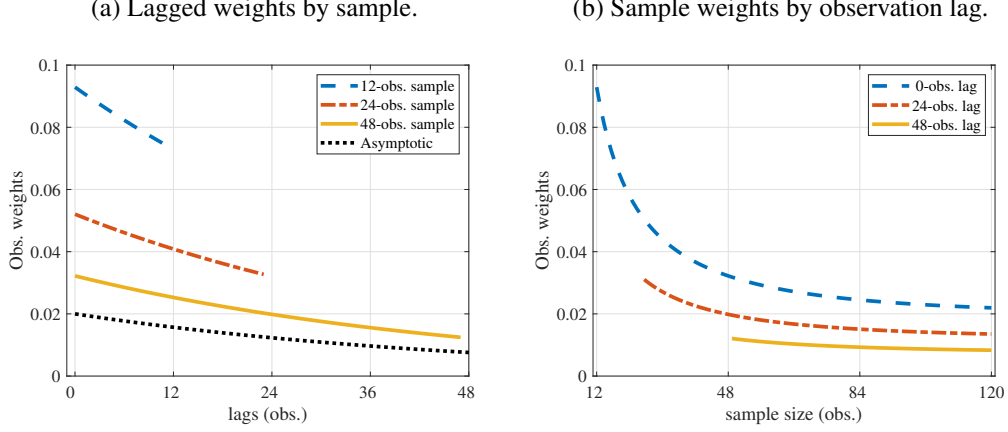 (a) Lagged weights by sample.
0.1
0.08
0.06
0.04
0.02
0
Obs. weights
12-obs. sample
24-obs. sample
48-obs. sample
Asymptotic
0 12 24 36 48
lags (obs.)
(b) Sample weights by observation lag.
0.1
0.08
0.06
0.04
0.02
0
Obs. weights
0-obs. lag
24-obs. lag
48-obs. lag
12 48 84 120
sample size (obs.)